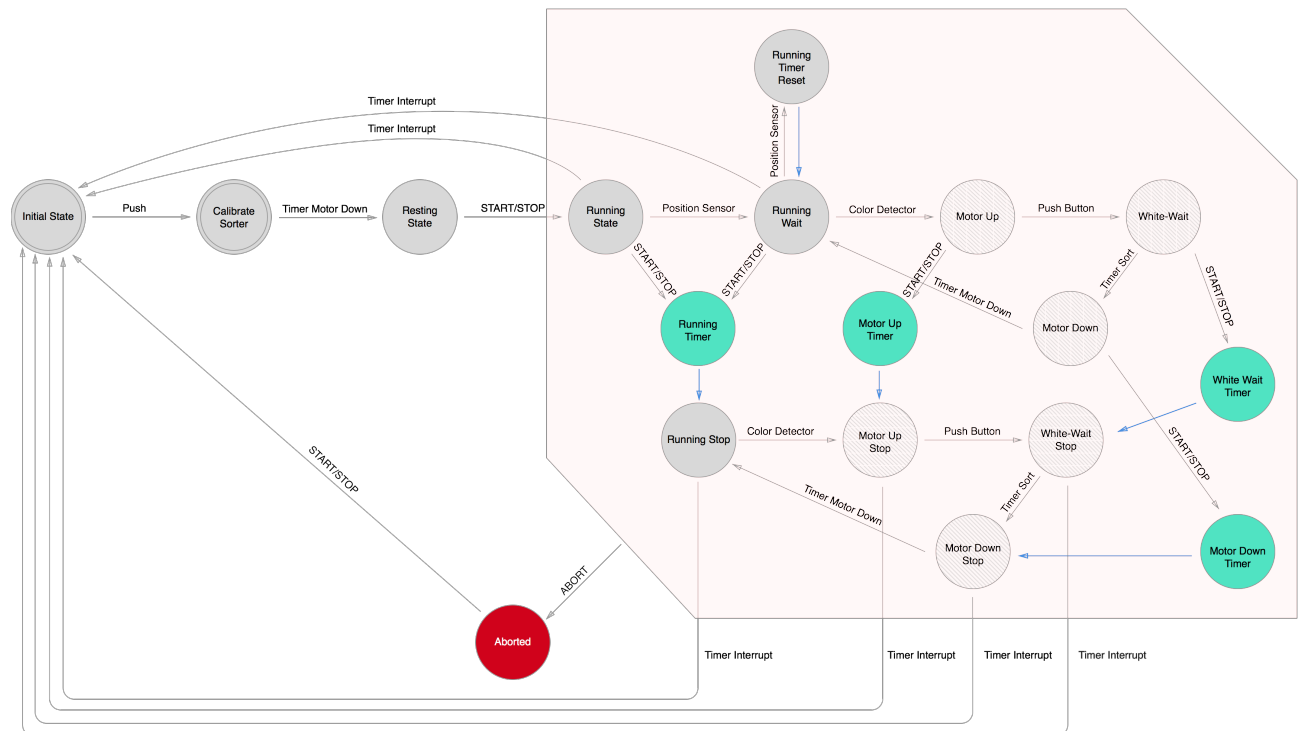 Running
Timer
Reset
Timer Interrupt
Timer Interrupt
Position Sensor
Initial State
Push
Calibrate
Sorter
Timer Motor Down
Resting
State
START/STOP
Running
State
Position Sensor
Running
Wait
Color Detector
Motor Up
Push Button
White-Wait
START/STOP
START/STOP
START/STOP
Timer Sort
START/STOP
Timer Motor Down
Running
Timer
Motor Up
Timer
Motor Down
White Wait
Timer
Running Stop
Color Detector
Motor Up
Stop
Push Button
White-Wait
Stop
START/STOP
START/STOP
Timer Motor Down
Timer Sort
Motor Down
Stop
Motor Down
Timer
ABORT
Aborted
Timer Interrupt
Timer Interrupt
Timer Interrupt
Timer Interrupt